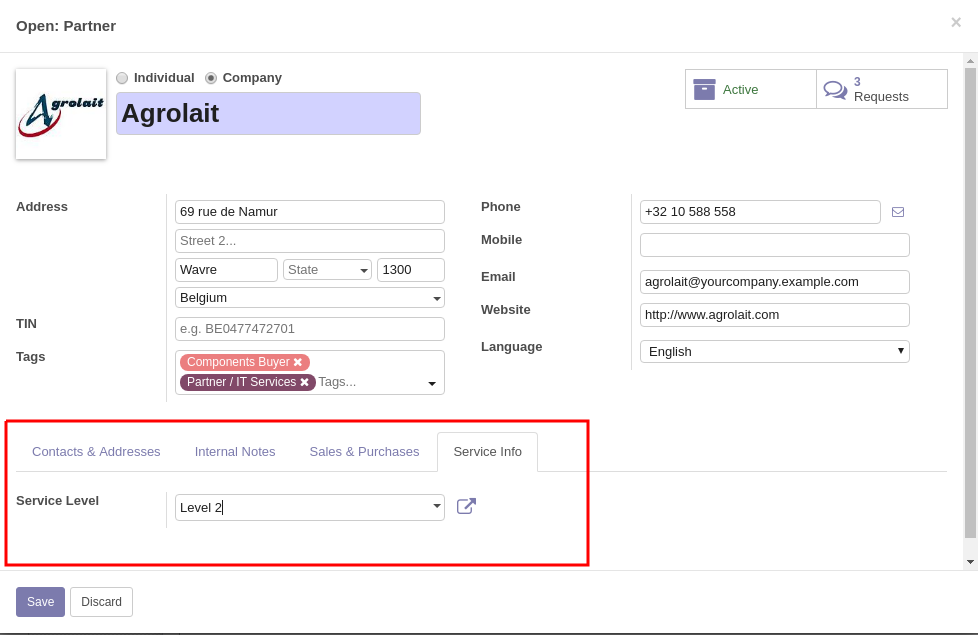 Open: Partner ×
Agrolait
Individual Company
Agrolait
Active
3
Requests
Address
69 rue de Namur
Street 2...
Wavre State 1300
Belgium
TIN e.g. BE0477472701
Tags Components Buyer ✖
Partner / IT Services ✖ Tags...
Phone +32 10 588 558
Mobile
Email agrolait@yourcompany.example.com
Website http://www.agrolait.com
Language English
Contacts & Addresses Internal Notes Sales & Purchases Service Info
Service Level Level 2
Save Discard